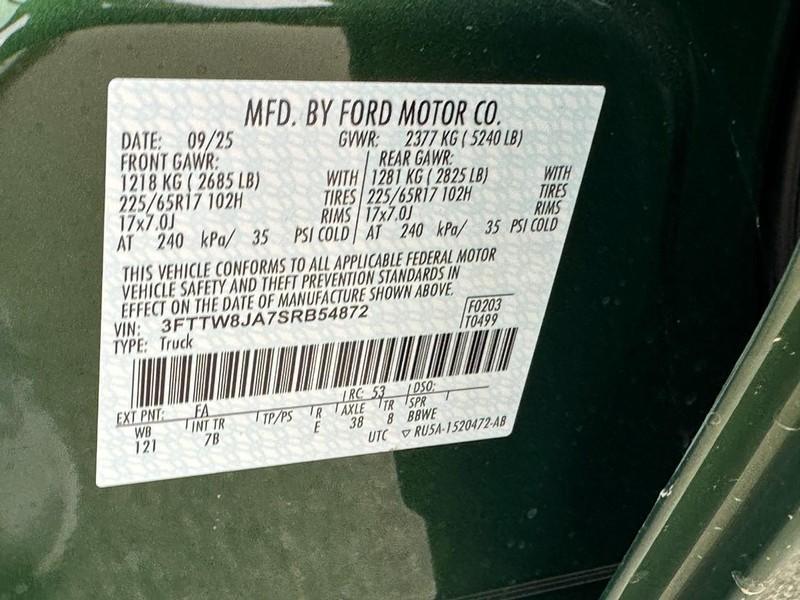 MFD. BY FORD MOTOR CO.
DATE: 09/25 GVWR: 2377 KG ( 5240 LB)
FRONT GAWR: REAR GAWR:
1218 KG ( 2685 LB) WITH 1281 KG ( 2825 LB) WITH
225/65R17 102H TIRES 225/65R17 102H TIRES
17x7.0J RIMS 17x7.0J RIMS
AT 240 kPa/ 35 PSI COLD AT 240 kPa/ 35 PSI COLD
THIS VEHICLE CONFORMS TO ALL APPLICABLE FEDERAL MOTOR
VEHICLE SAFETY AND THEFT PREVENTION STANDARDS IN
EFFECT ON THE DATE OF MANUFACTURE SHOWN ABOVE.
VIN: 3FTTW8JA7SRB54872 F0203
TYPE: Truck T0499
EXT PNT: EA RC: 53 DSO:
WB INT TR TP/PS R AXLE TR SPR
121 7B E 38 8 BBWE
UTC ▽ RU5A-1520472-AB